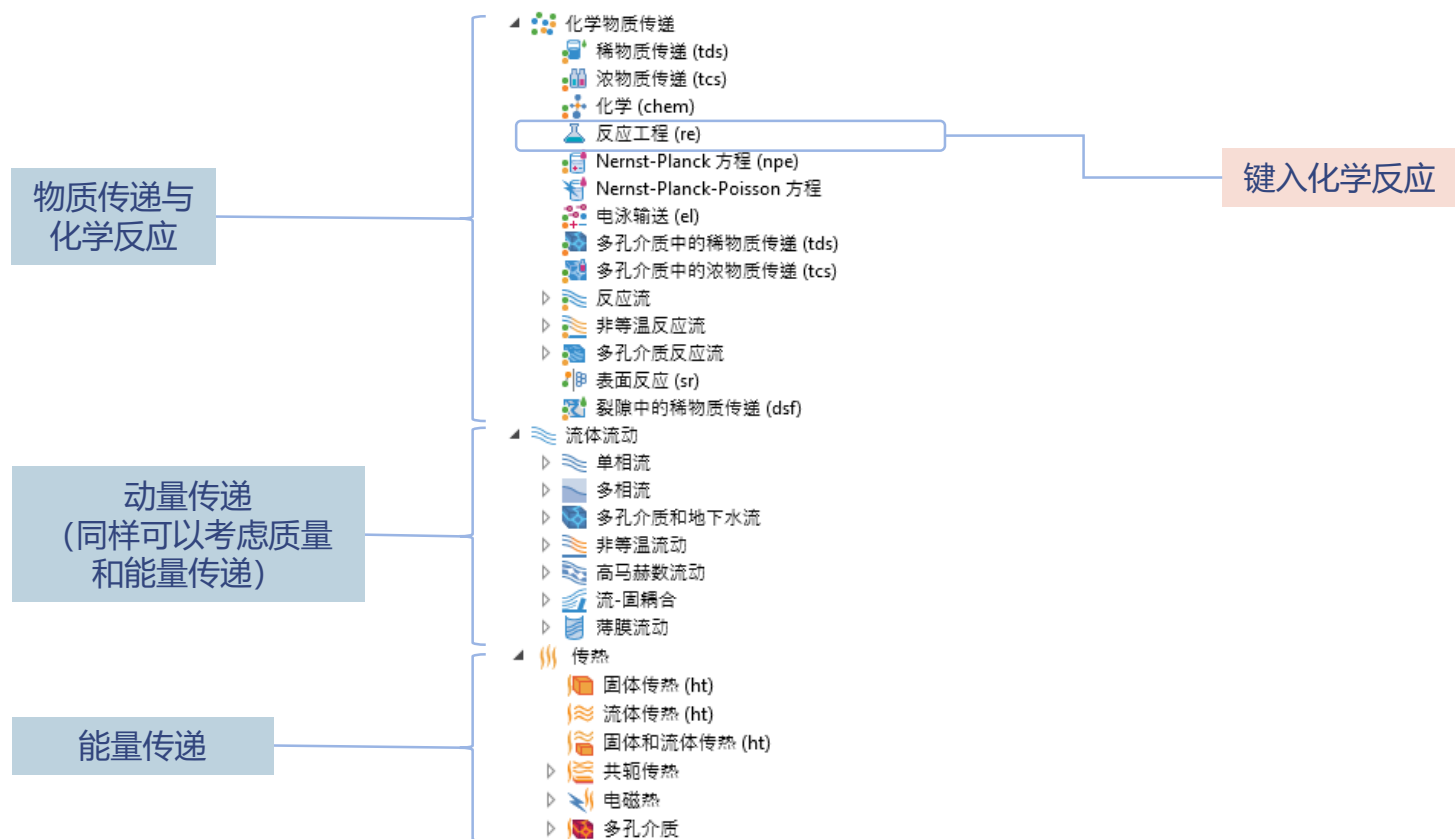 化学物质传递
稀物质传递 (tds)
浓物质传递 (tcs)
化学 (chem)
反应工程 (re)
Nernst-Planck 方程 (npe)
Nernst-Planck-Poisson 方程
电泳输送 (el)
多孔介质中的稀物质传递 (tds)
多孔介质中的浓物质传递 (tcs)
反应流
非等温反应流
多孔介质反应流
表面反应 (sr)
裂隙中的稀物质传递 (dsf)
物质传递与
化学反应
键入化学反应
流体流动
单相流
多相流
多孔介质和地下水流
非等温流动
高马赫数流动
流-固耦合
薄膜流动
动量传递
(同样可以考虑质量
和能量传递)
传热
固体传热 (ht)
流体传热 (ht)
固体和流体传热 (ht)
共轭传热
电磁热
多孔介质
能量传递